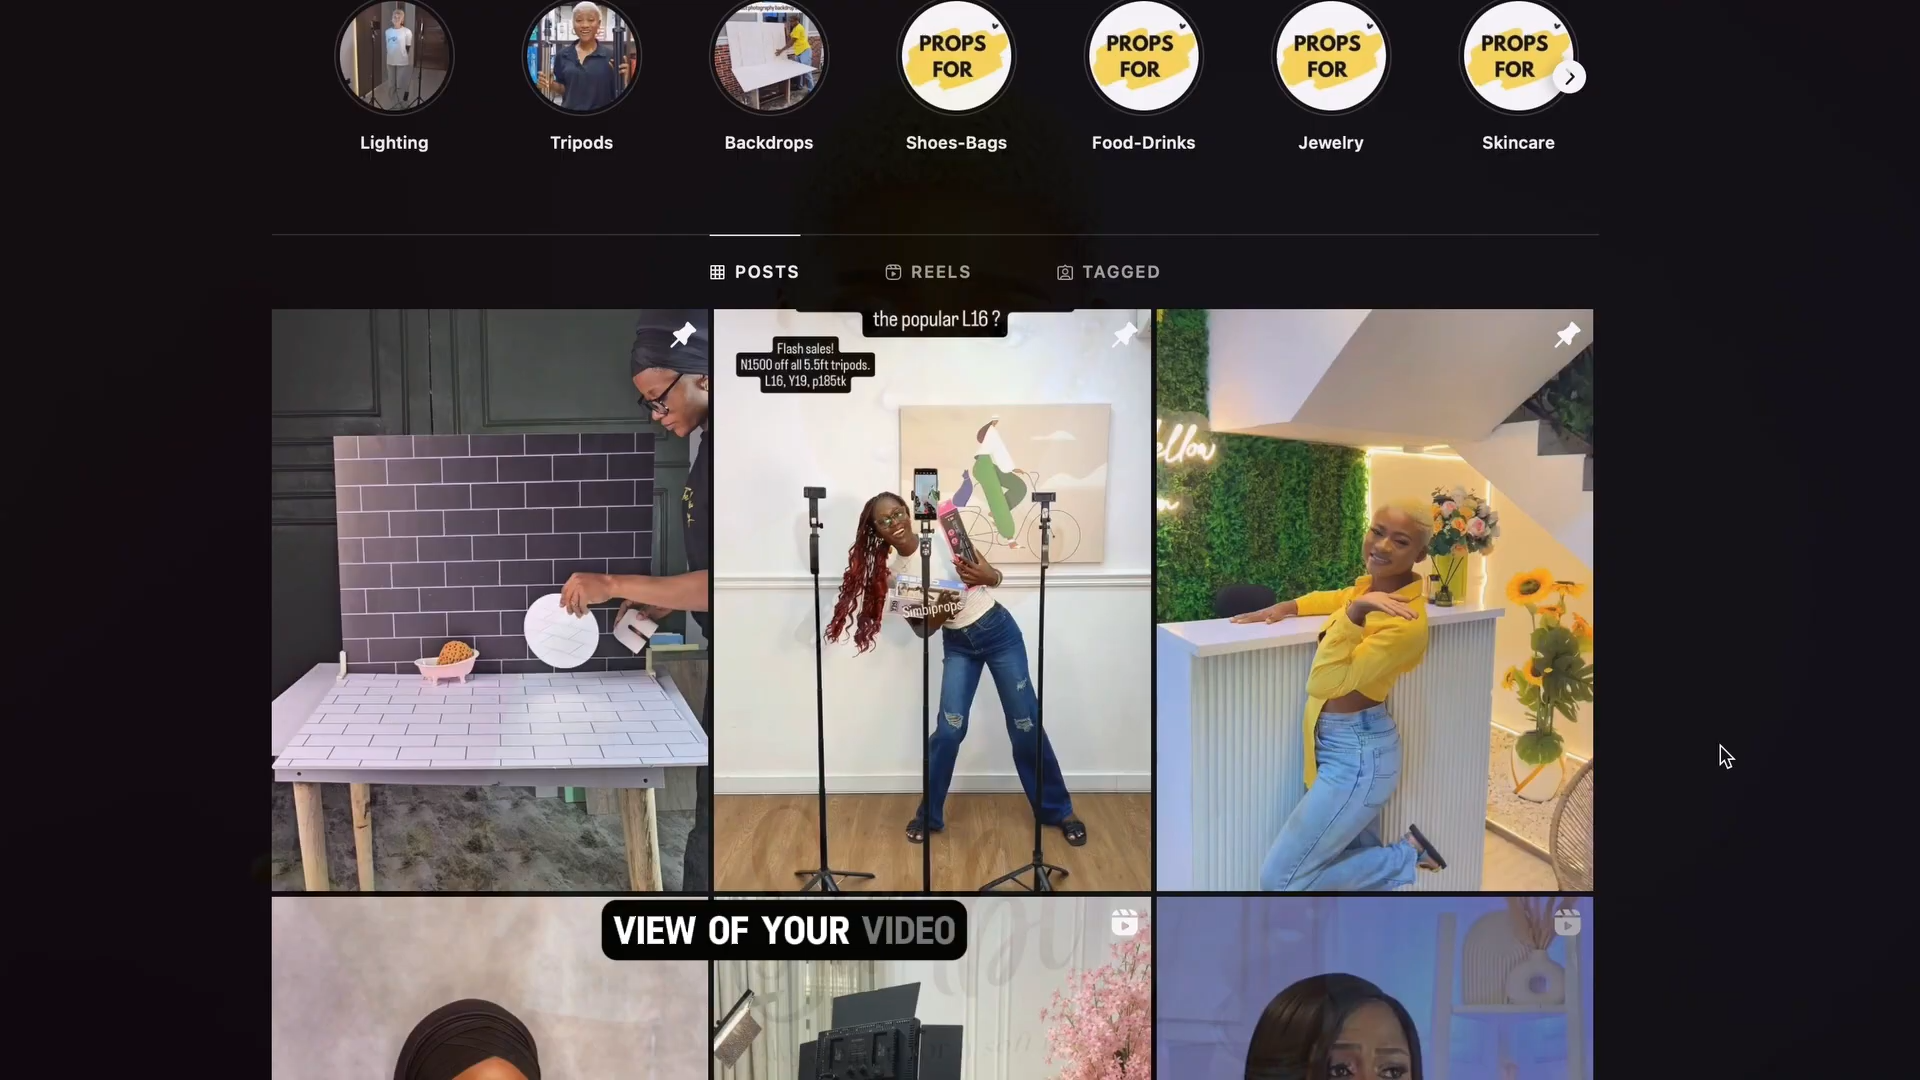 PROPS
FOR
PROPS
FOR
PROPS
FOR
PROPS
FOR
Lighting
Tripods
Backdrops
Shoes-Bags
Food-Drinks
Jewelry
Skincare
POSTS
REELS
TAGGED
the popular L16 ?
Flash sales!
N1500 off all 5.5ft tripods.
L16, Y19, p185tk
Simbiprops
VIEW OF YOUR VIDEO